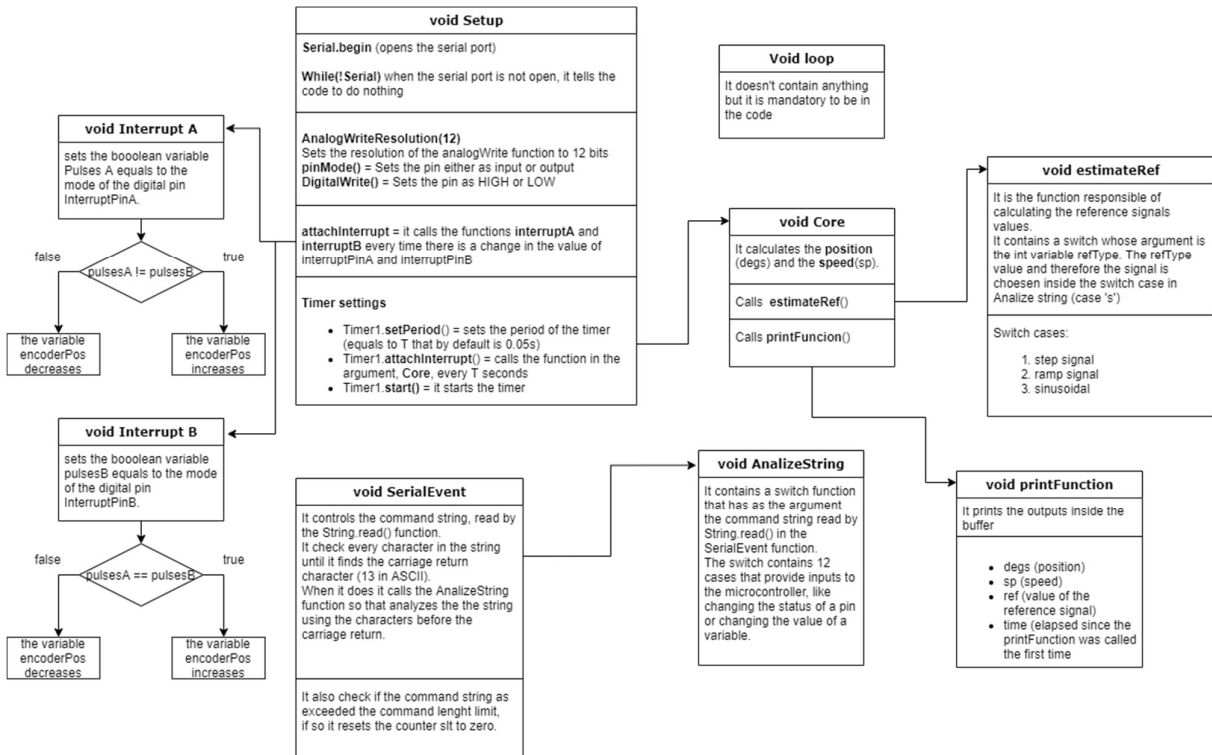 void Setup
Serial.begin (opens the serial port)
While(!Serial) when the serial port is not open, it tells the
code to do nothing
AnalogWriteResolution(12)
Sets the resolution of the analogWrite function to 12 bits
pinMode() = Sets the pin either as input or output
DigitalWrite() = Sets the pin as HIGH or LOW
attachInterrupt = it calls the functions interruptA and
interruptB every time there is a change in the value of
interruptPinA and interruptPinB
Timer settings
• Timer1.setPeriod() = sets the period of the timer
(equals to T that by default is 0.05s)
• Timer1.attachInterrupt() = calls the function in the
argument, Core, every T seconds
• Timer1.start() = it starts the timer
void Interrupt A
sets the booolean variable
Pulses A equals to the
mode of the digital pin
InterruptPinA.
false
true
pulsesA != pulsesB
the variable
encoderPos
decreases
the variable
encoderPos
increases
void Interrupt B
sets the booolean variable
pulsesB equals to the mode
of the digital pin
InterruptPinB.
false
true
pulsesA == pulsesB
the variable
encoderPos
decreases
the variable
encoderPos
increases
Void loop
It doesn't contain anything
but it is mandatory to be in
the code
void Core
It calculates the position
(degs) and the speed(sp).
Calls estimateRef()
Calls printFuncion()
void estimateRef
It is the function responsible of
calculating the reference signals
values.
It contains a switch whose argument is
the int variable refType. The refType
value and therefore the signal is
choesen inside the switch case in
Analize string (case 's')
Switch cases:
1. step signal
2. ramp signal
3. sinusoidal
void SerialEvent
It controls the command string, read by
the String.read() function.
It check every character in the string
until it finds the carriage return
character (13 in ASCII).
When it does it calls the AnalizeString
function so that analyzes the the string
using the characters before the
carriage return.
It also check if the command string as
exceeded the command lenght limit,
if so it resets the counter slt to zero.
void AnalizeString
It contains a switch function
that has as the argument
the command string read by
String.read() in the
SerialEvent function.
The switch contains 12
cases that provide inputs to
the microcontroller, like
changing the status of a pin
or changing the value of a
variable.
void printFunction
It prints the outputs inside the
buffer
• degs (position)
• sp (speed)
• ref (value of the
reference signal)
• time (elapsed since the
printFunction was called
the first time